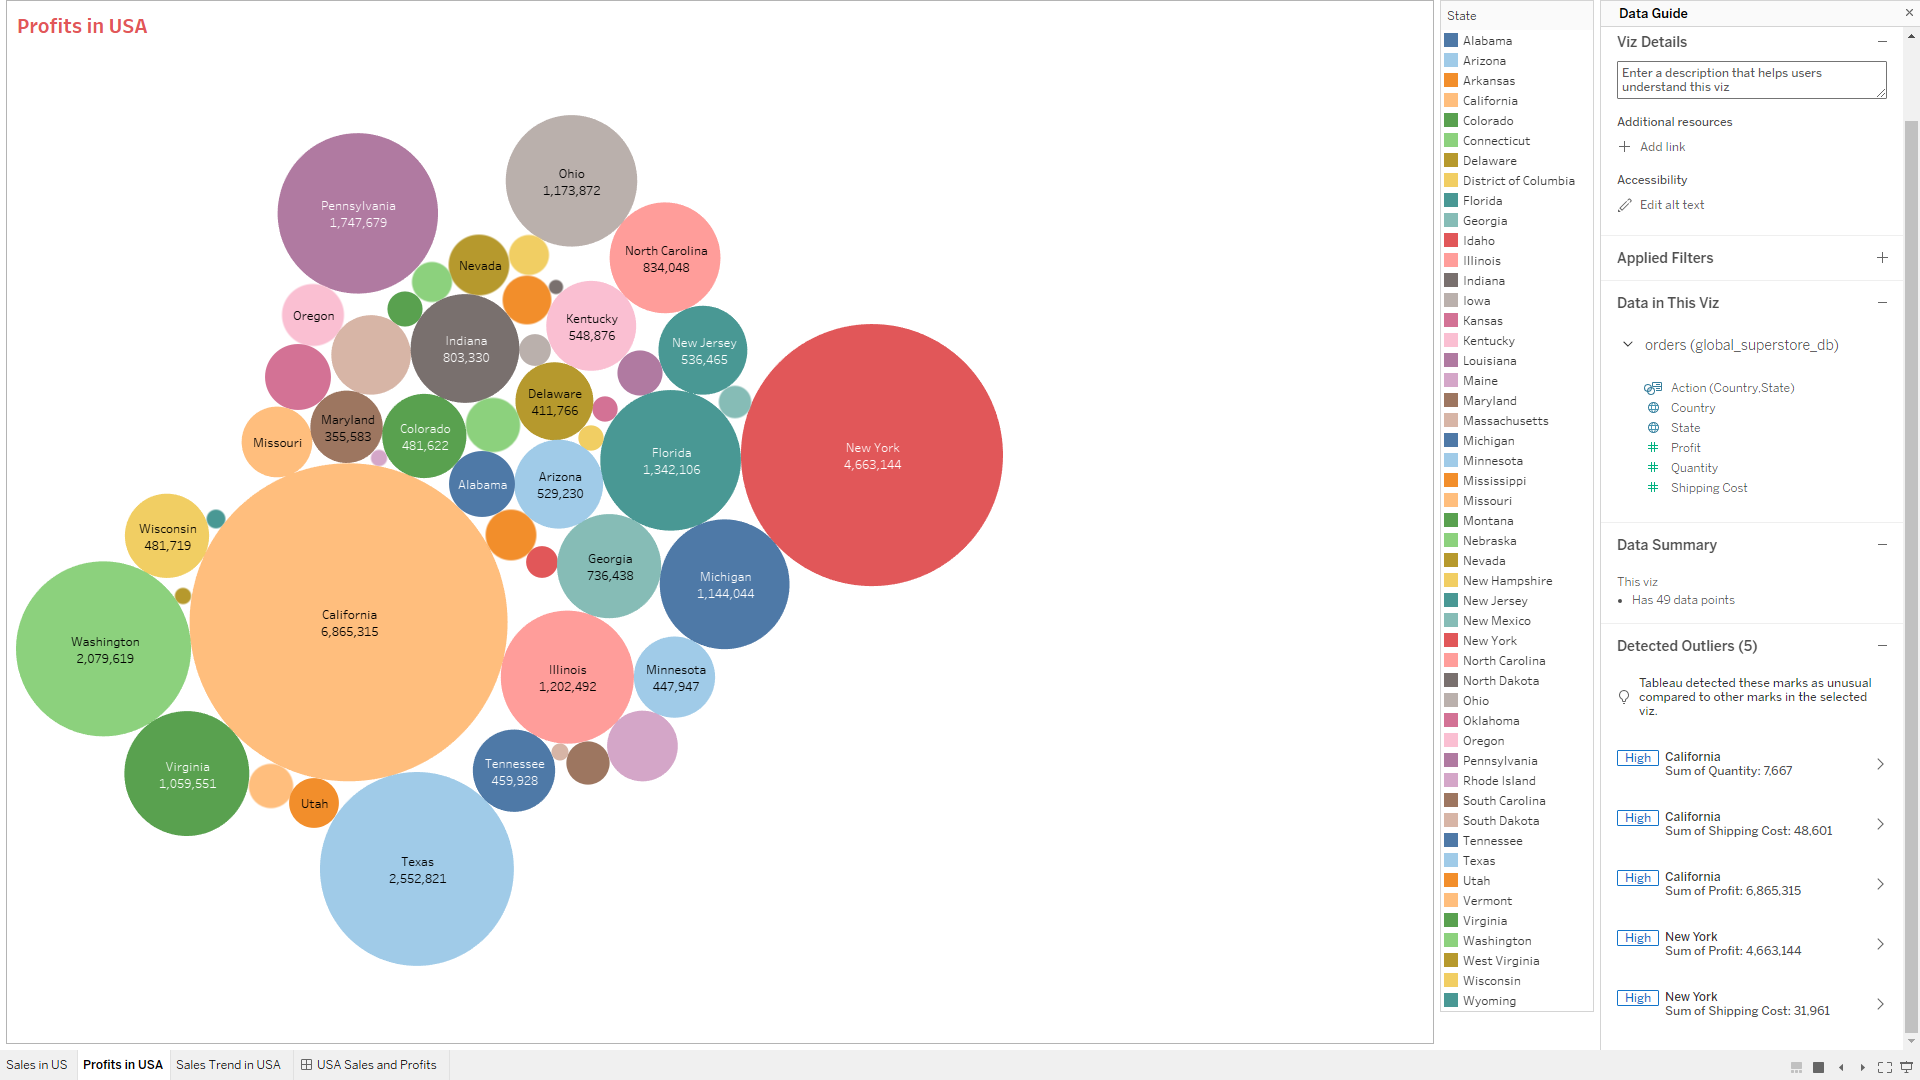 Profits in USA
Ohio
1,173,872
Pennsylvania
1,747,679
North Carolina
834,048
Nevada
Oregon
Kentucky
548,876
Indiana
803,330
New Jersey
536,465
Delaware
411,766
Maryland
355,583
Colorado
481,622
Missouri
New York
4,663,144
Florida
1,342,106
Alabama
Arizona
529,230
Wisconsin
481,719
Georgia
736,438
Michigan
1,144,044
California
6,865,315
Washington
2,079,619
Illinois
1,202,492
Minnesota
447,947
Virginia
1,059,551
Tennessee
459,928
Utah
Texas
2,552,821
State
Alabama
Arizona
Arkansas
California
Colorado
Connecticut
Delaware
District of Columbia
Florida
Georgia
Idaho
Illinois
Indiana
Iowa
Kansas
Kentucky
Louisiana
Maine
Maryland
Massachusetts
Michigan
Minnesota
Mississippi
Missouri
Montana
Nebraska
Nevada
New Hampshire
New Jersey
New Mexico
New York
North Carolina
North Dakota
Ohio
Oklahoma
Oregon
Pennsylvania
Rhode Island
South Carolina
South Dakota
Tennessee
Texas
Utah
Vermont
Virginia
Washington
West Virginia
Wisconsin
Wyoming
Data Guide
Viz Details
Enter a description that helps users
understand this viz
Additional resources
Add link
Accessibility
Edit alt text
Applied Filters
Data in This Viz
orders (global_superstore_db)
Action (Country,State)
Country
State
Profit
Quantity
Shipping Cost
Data Summary
This viz
• Has 49 data points
Detected Outliers (5)
Tableau detected these marks as unusual
compared to other marks in the selected
viz.
High California
Sum of Quantity: 7,667
High California
Sum of Shipping Cost: 48,601
High California
Sum of Profit: 6,865,315
High New York
Sum of Profit: 4,663,144
High New York
Sum of Shipping Cost: 31,961
Sales in US
Profits in USA
Sales Trend in USA
USA Sales and Profits